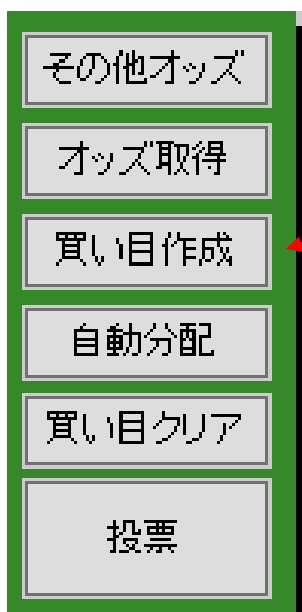 その他オッズ
オッズ取得
買い目作成
自動分配
買い目クリア
投票